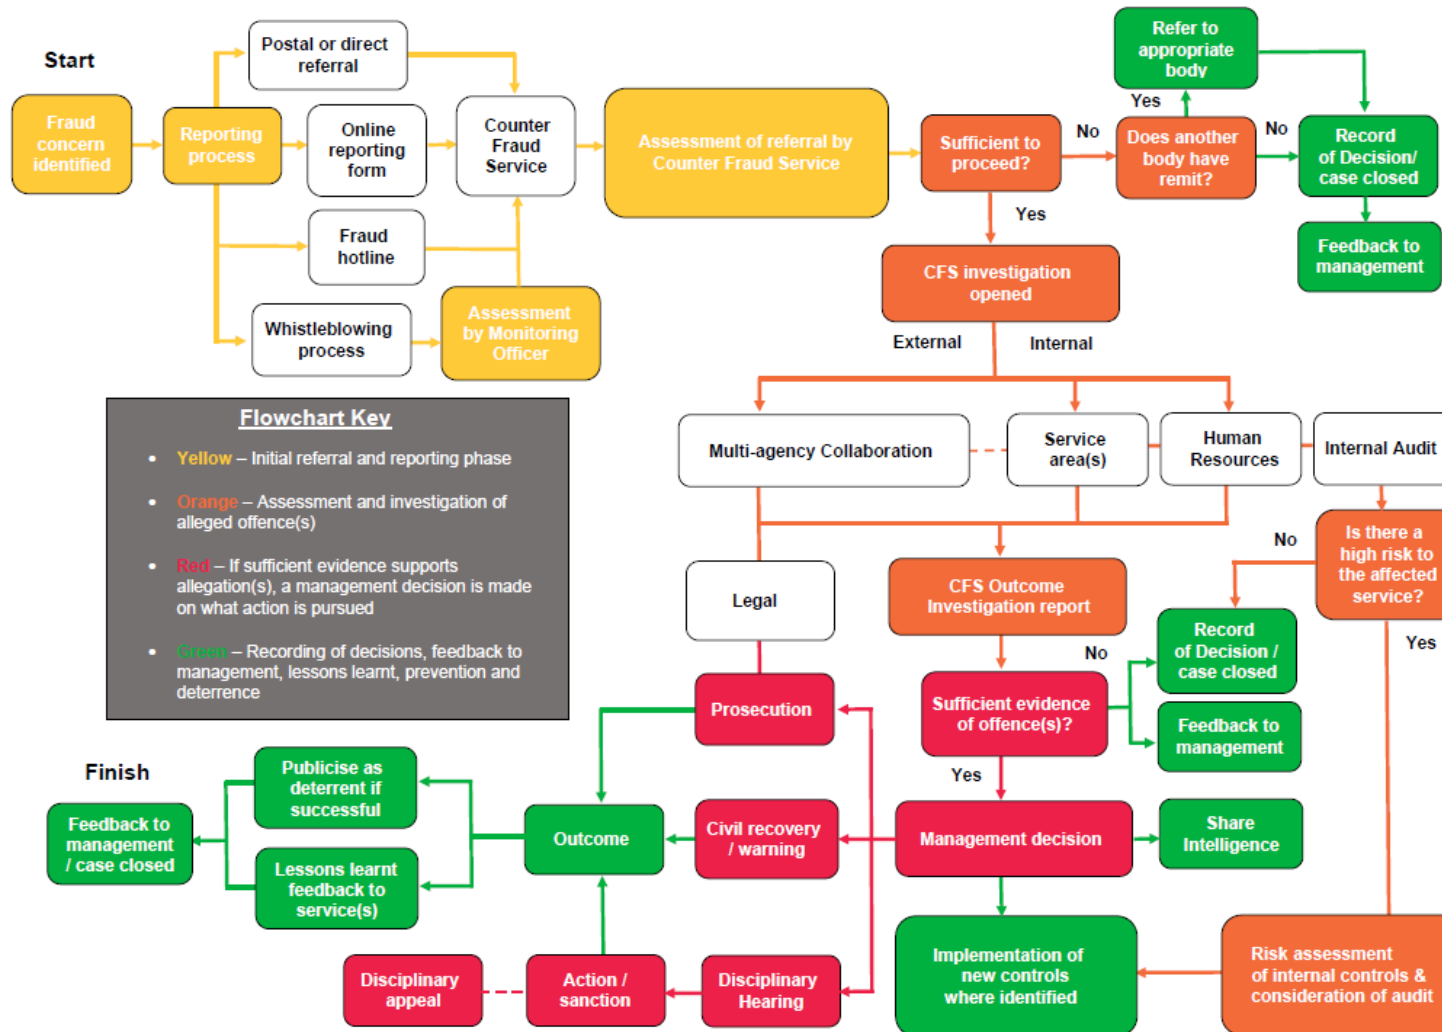 Start
Fraud
concern
identified
Reporting
process
Postal or direct
referral
Online
reporting
form
Fraud
hotline
Whistleblowing
process
Counter
Fraud
Service
Assessment
by Monitoring
Officer
Assessment of referral by
Counter Fraud Service
Sufficient to
proceed?
No
Does another
body have
remit?
Yes
Refer to
appropriate
body
No
Record
of Decision/
case closed
Feedback to
management
Yes
CFS investigation
opened
External
Internal
Multi-agency Collaboration
Service
area(s)
Human
Resources
Internal Audit
Flowchart Key
• Yellow – Initial referral and reporting phase
• Orange – Assessment and investigation of
alleged offence(s)
• Red – If sufficient evidence supports
allegation(s), a management decision is made
on what action is pursued
• Green – Recording of decisions, feedback to
management, lessons learnt, prevention and
deterrence
Legal
CFS Outcome
Investigation report
No
Is there a
high risk to
the affected
service?
Yes
No
Record
of Decision /
case closed
Feedback to
management
Sufficient evidence
of offence(s)?
Yes
Prosecution
Management decision
Share
Intelligence
Civil recovery
/ warning
Outcome
Publicise as
deterrent if
successful
Lessons learnt
feedback to
service(s)
Finish
Feedback to
management
/ case closed
Disciplinary
appeal
Action /
sanction
Disciplinary
Hearing
Implementation of
new controls
where identified
Risk assessment
of internal controls &
consideration of audit